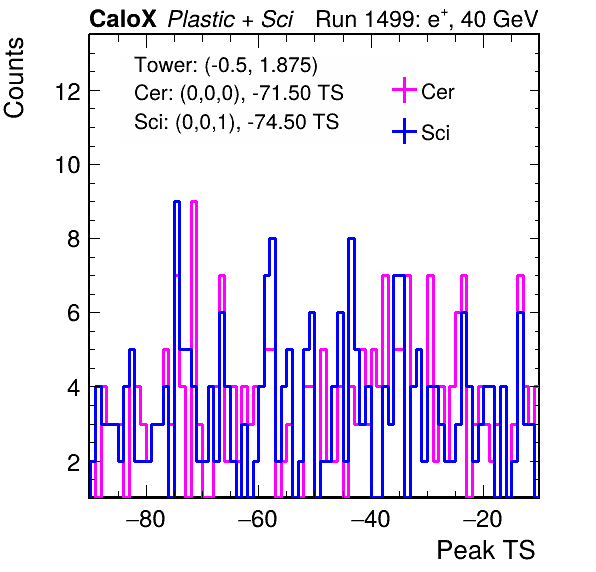 CaloX Plastic + Sci Run 1499: e+, 40 GeV
Counts
Tower: (-0.5, 1.875)
Cer: (0,0,0), -71.50 TS
Sci: (0,0,1), -74.50 TS
Cer
Sci
12
10
8
6
4
2
−80 −60 −40 −20
Peak TS